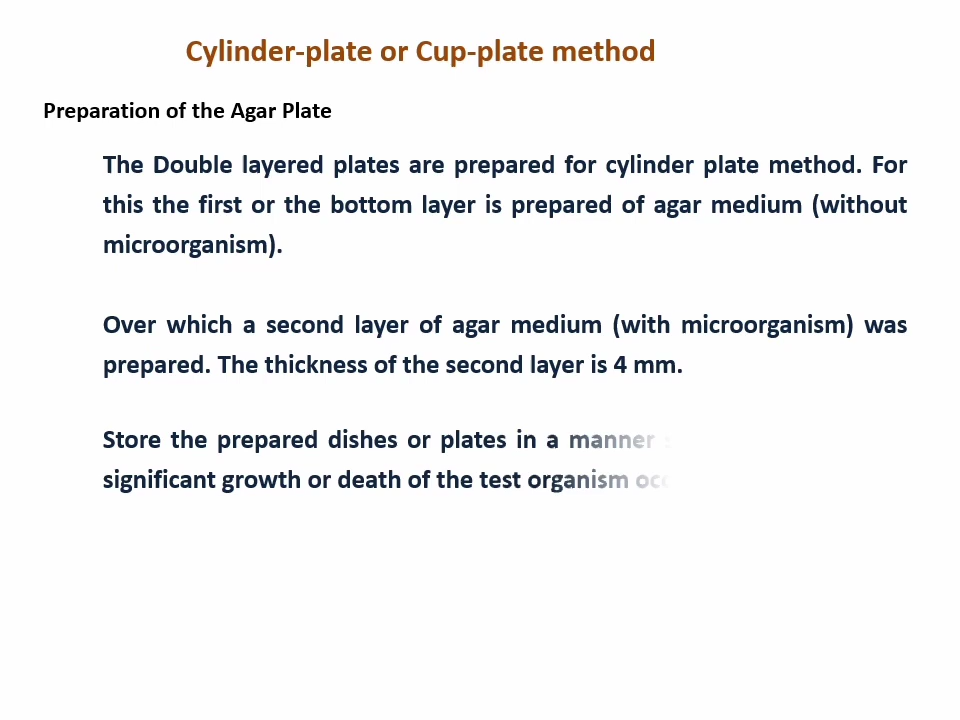 Cylinder-plate or Cup-plate method
Preparation of the Agar Plate
The Double layered plates are prepared for cylinder plate method. For
this the first or the bottom layer is prepared of agar medium (without
microorganism).
Over which a second layer of agar medium (with microorganism) was
prepared. The thickness of the second layer is 4 mm.
Store the prepared dishes or plates in a manner
significant growth or death of the test organism